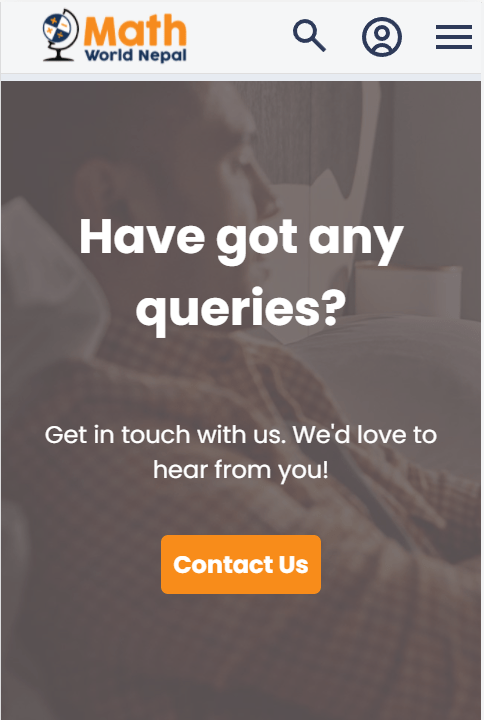 Math
World Nepal
Have got any
queries?
Get in touch with us. We'd love to
hear from you!
Contact Us